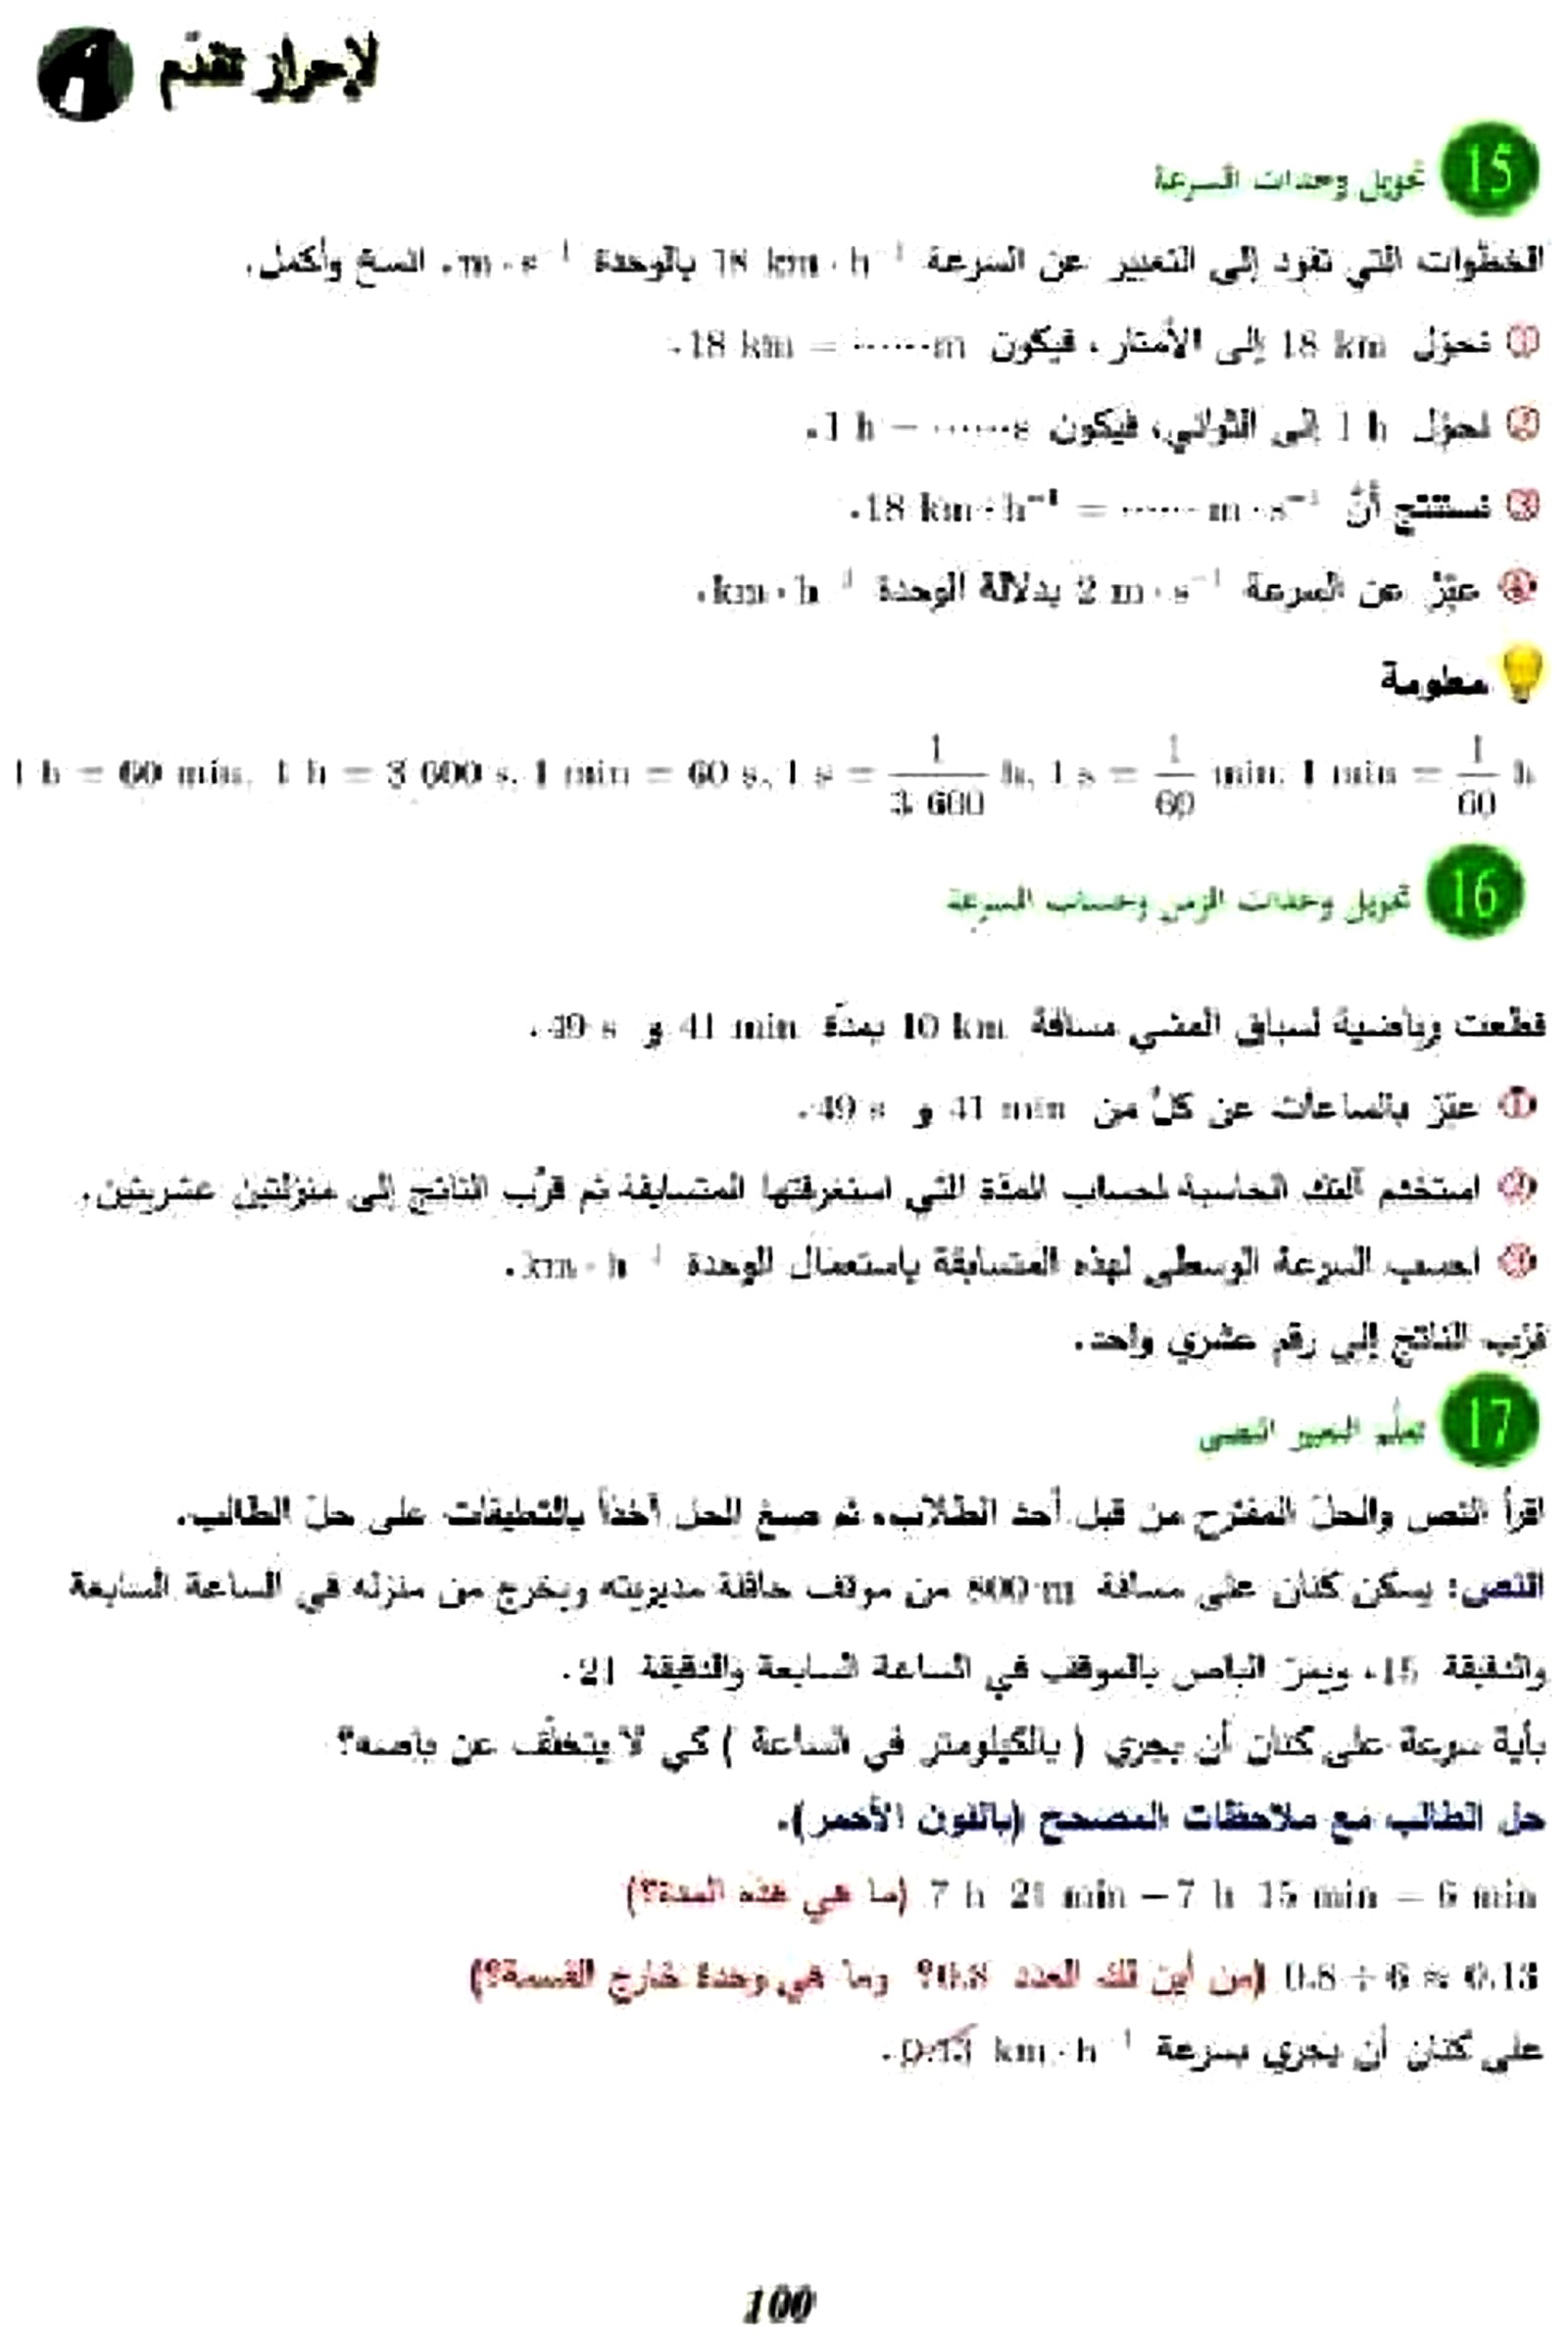 لإحراز تقدّم
15 تحويل وحدات السرعة
الخطوات التي تقود إلى التعبير عن السرعة 18 km · h⁻¹ بالوحدة m · s⁻¹. انسخ وأكمل.
① نحوّل 18 km إلى الأمتار، فيكون 18 km = ······m.
② نحوّل 1 h إلى الثواني، فيكون 1 h = ······s.
③ نستنتج أنّ 18 km · h⁻¹ = ······ m · s⁻¹.
④ عبّر عن السرعة 2 m · s⁻¹ بدلالة الوحدة km · h⁻¹.
معلومة
1 h = 60 min, 1 h = 3 600 s, 1 min = 60 s, 1 s = 1/3 600 h, 1 s = 1/60 min, 1 min = 1/60 h
16 تحويل وحدات الزمن وحساب السرعة
قطعت رياضية لسباق المشي مسافة 10 km بمدّة 41 min و 49 s.
① عبّر بالساعات عن كلّ من 41 min و 49 s.
② استخدم آلتك الحاسبة لحساب المدّة التي استغرقتها المتسابقة ثم قرّب الناتج إلى منزلتين عشريتين.
③ احسب السرعة الوسطى لهذه المتسابقة باستعمال الوحدة km · h⁻¹.
قرّب الناتج إلى رقم عشري واحد.
17 تعلّم التعبير النصي
اقرأ النص والحلّ المقترح من قبل أحد الطلاب، ثم صغ الحل آخذاً بالتعليقات على حلّ الطالب.
النص: يسكن كنان على مسافة 800 m من موقف حافلة مديريته ويخرج من منزله في الساعة السابعة
والدقيقة 15، ويمرّ الباص بالموقف في الساعة السابعة والدقيقة 21.
بأية سرعة على كنان أن يجري ( بالكيلومتر في الساعة ) كي لا يتخلّف عن باصه؟
حل الطالب مع ملاحظات المصحح (باللون الأحمر).
7 h 21 min − 7 h 15 min = 6 min (ما هي هذه المدة؟)
0.8 ÷ 6 ≈ 0.13 (من أين لك العدد 0.8؟ وما هي وحدة خارج القسمة؟)
على كنان أن يجري بسرعة 0.13 km · h⁻¹.
100